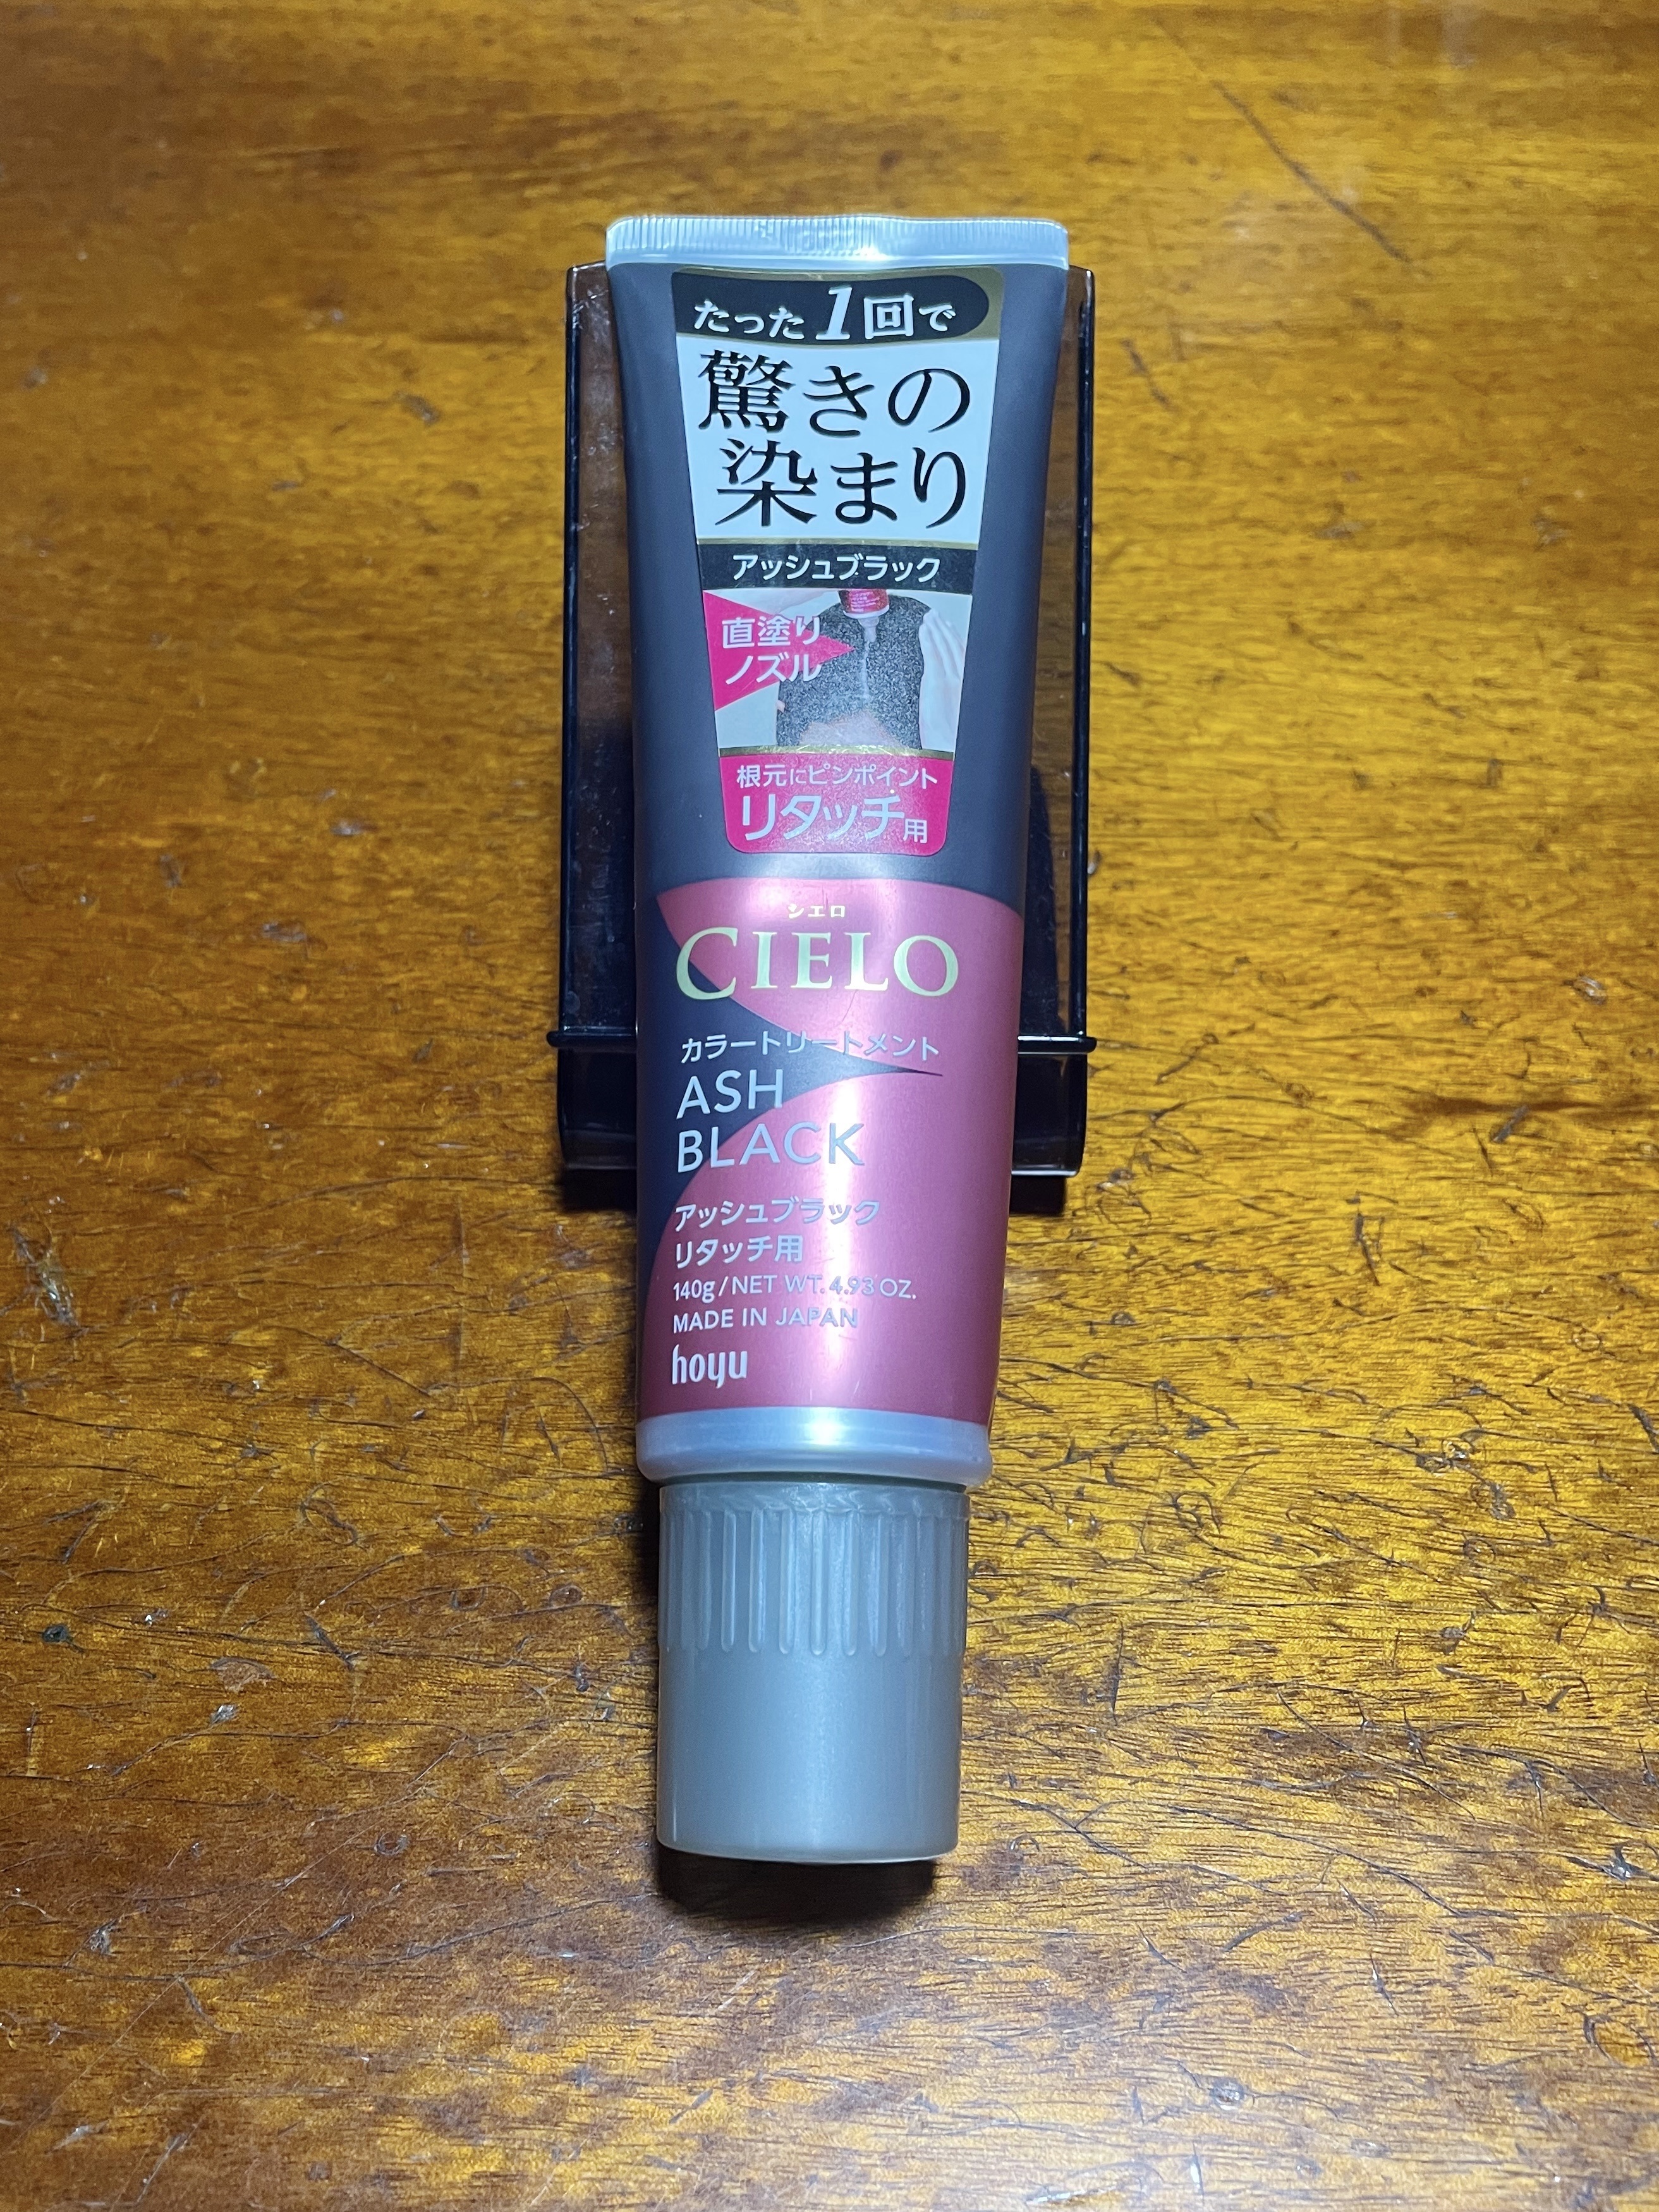 たった1回で
驚きの
染まり
アッシュブラック
直塗り
ノズル
根元にピンポイント
リタッチ用
シエロ
CIELO
カラートリートメント
ASH
BLACK
アッシュブラック
リタッチ用
140g/NET WT. 4.93 OZ.
MADE IN JAPAN
hoyu